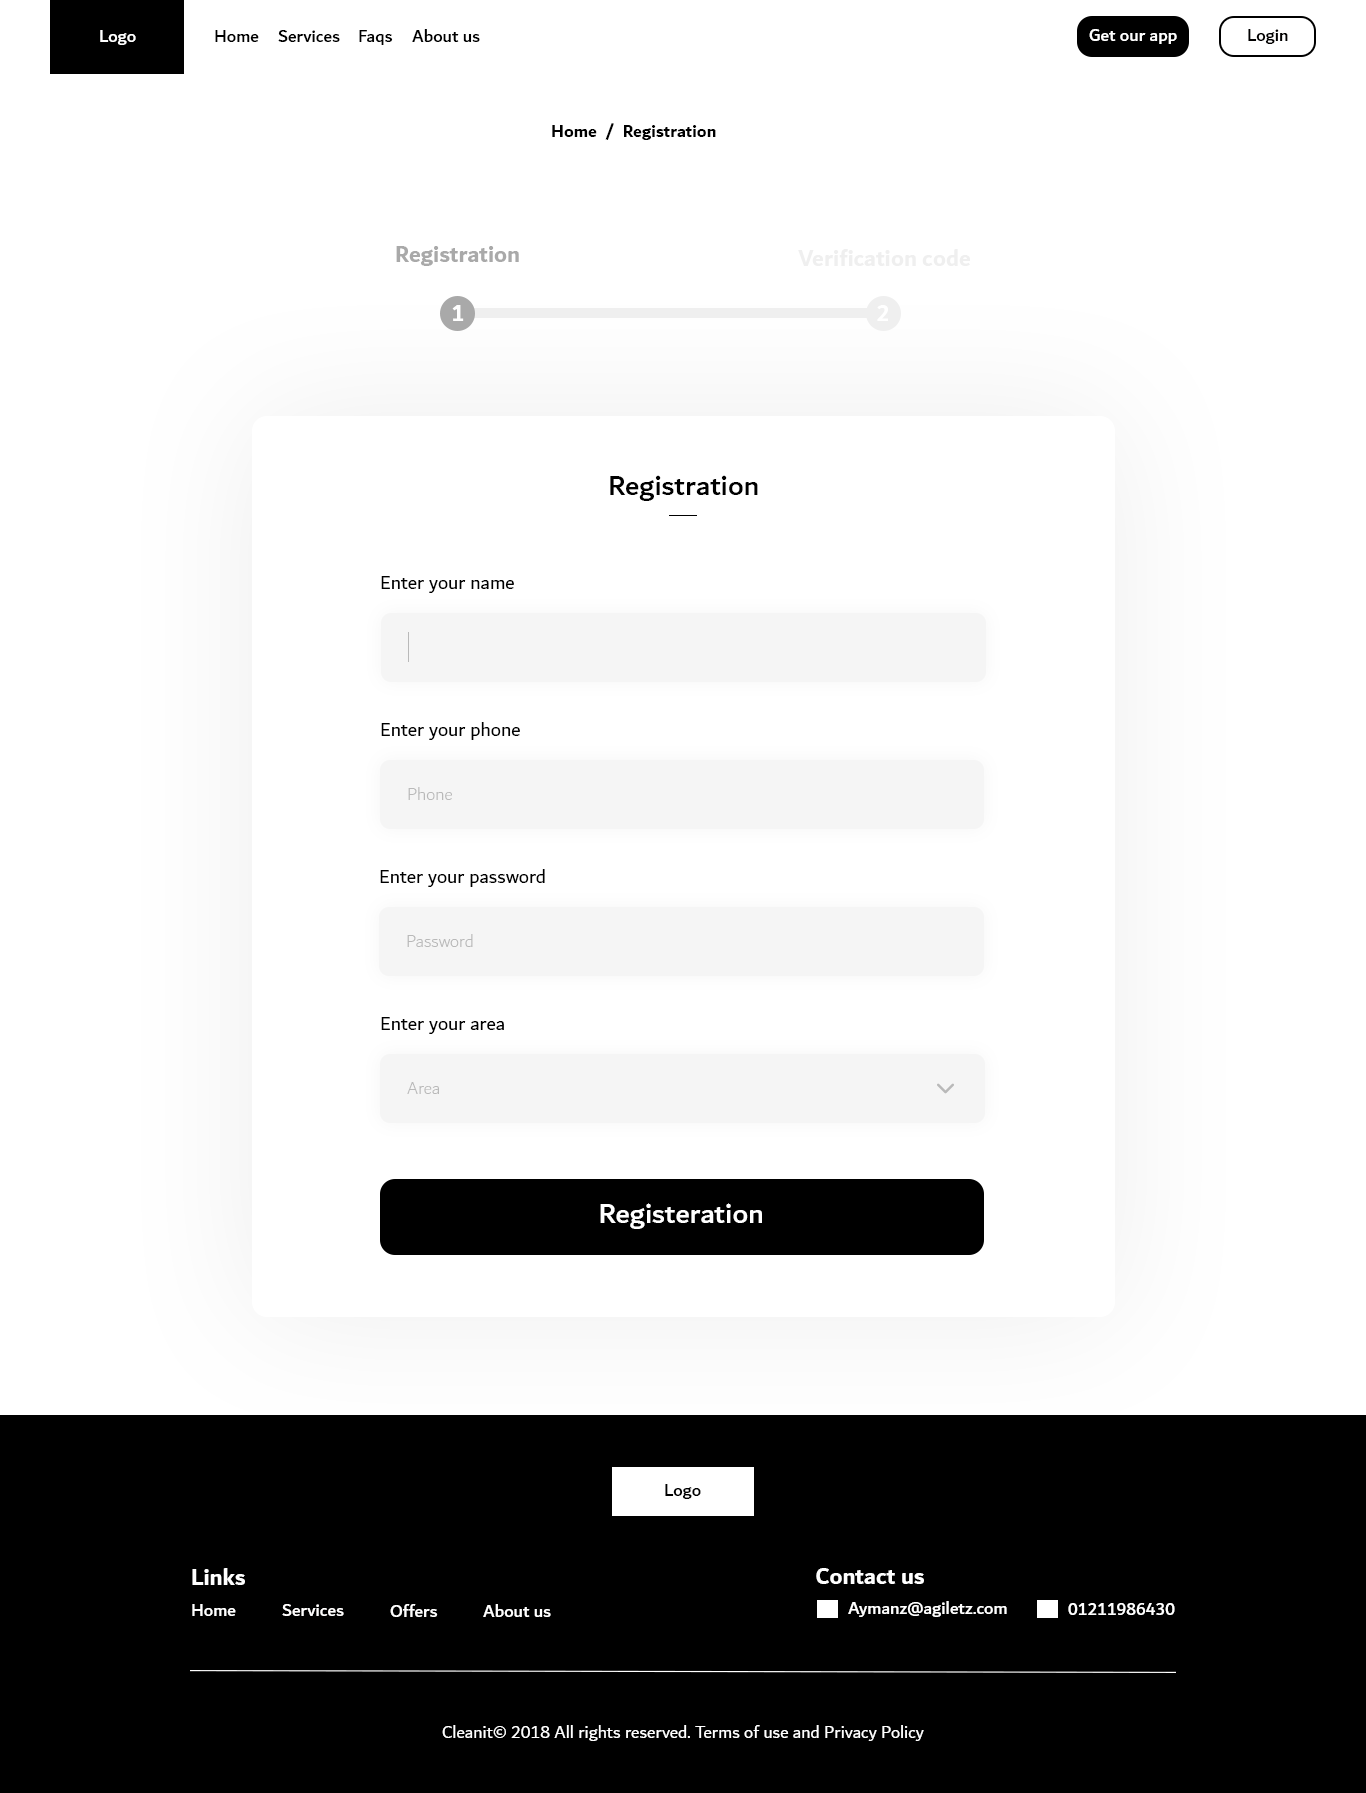 Logo
Home Services Faqs About us
Get our app
Login
Home / Registration
Registration
Verification code
1
2
Registration
Enter your name
Enter your phone
Phone
Enter your password
Password
Enter your area
Area
Registeration
Logo
Links
Home Services Offers About us
Contact us
Aymanz@agiletz.com 01211986430
Cleanit© 2018 All rights reserved. Terms of use and Privacy Policy